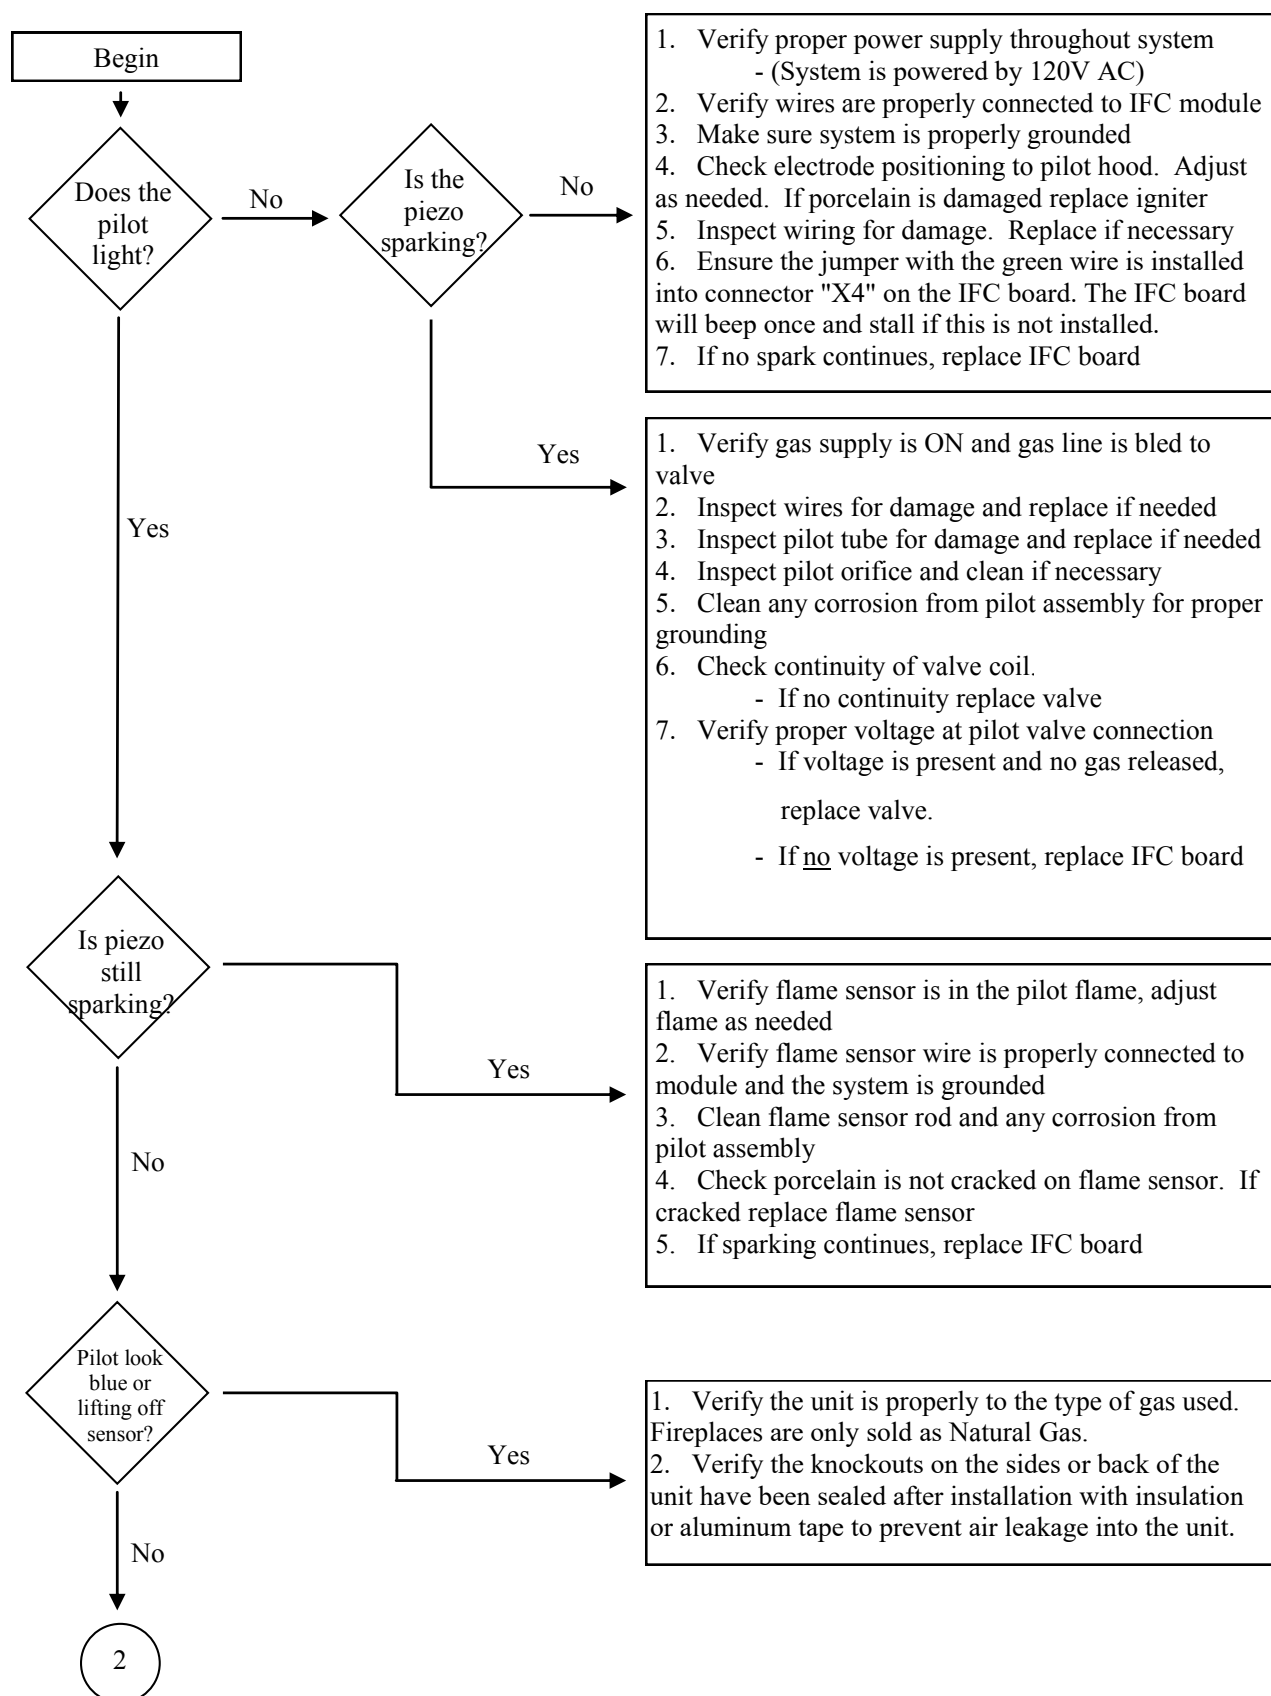 Begin
Does the
pilot
light?
No
Is the
piezo
sparking?
No
1. Verify proper power supply throughout system
- (System is powered by 120V AC)
2. Verify wires are properly connected to IFC module
3. Make sure system is properly grounded
4. Check electrode positioning to pilot hood. Adjust
as needed. If porcelain is damaged replace igniter
5. Inspect wiring for damage. Replace if necessary
6. Ensure the jumper with the green wire is installed
into connector "X4" on the IFC board. The IFC board
will beep once and stall if this is not installed.
7. If no spark continues, replace IFC board
Yes
1. Verify gas supply is ON and gas line is bled to
valve
2. Inspect wires for damage and replace if needed
3. Inspect pilot tube for damage and replace if needed
4. Inspect pilot orifice and clean if necessary
5. Clean any corrosion from pilot assembly for proper
grounding
6. Check continuity of valve coil.
- If no continuity replace valve
7. Verify proper voltage at pilot valve connection
- If voltage is present and no gas released,
replace valve.
- If no voltage is present, replace IFC board
Yes
Is piezo
still
sparking?
Yes
1. Verify flame sensor is in the pilot flame, adjust
flame as needed
2. Verify flame sensor wire is properly connected to
module and the system is grounded
3. Clean flame sensor rod and any corrosion from
pilot assembly
4. Check porcelain is not cracked on flame sensor. If
cracked replace flame sensor
5. If sparking continues, replace IFC board
No
Pilot look
blue or
lifting off
sensor?
Yes
1. Verify the unit is properly to the type of gas used.
Fireplaces are only sold as Natural Gas.
2. Verify the knockouts on the sides or back of the
unit have been sealed after installation with insulation
or aluminum tape to prevent air leakage into the unit.
No
2